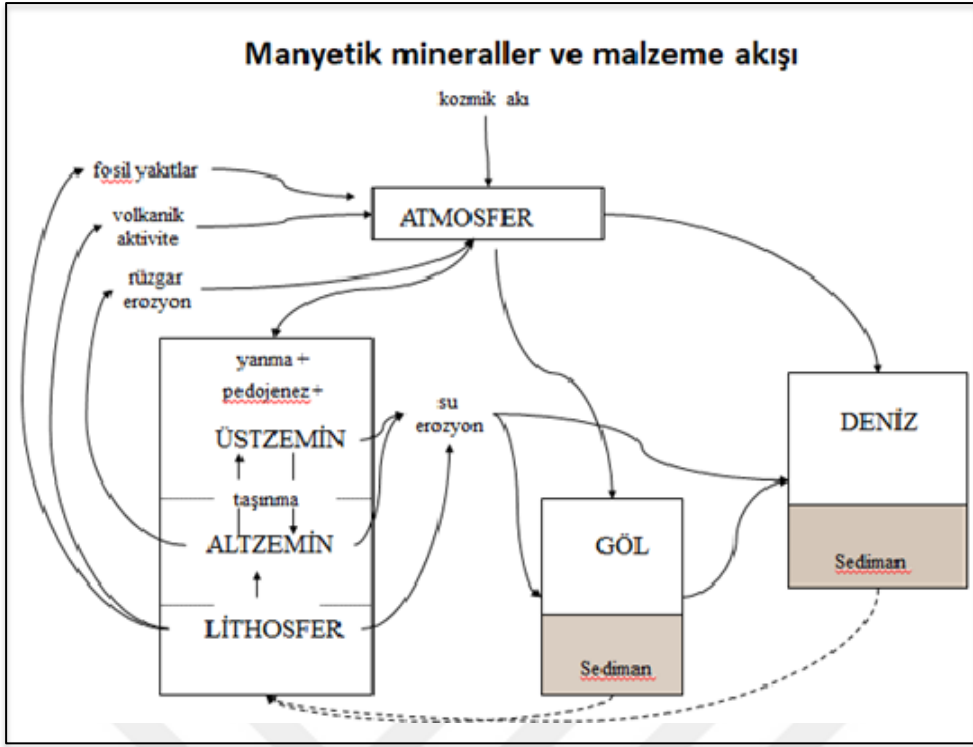 Manyetik mineraller ve malzeme akışı
kozmik akı
fosil yakıtlar
volkanik
aktivite
rüzgar
erozyon
ATMOSFER
yanma +
pedojenez +
ÜSTZEMİN
taşınma
ALTZEMİN
LİTHOSFER
su
erozyon
GÖL
Sediman
DENİZ
Sediman